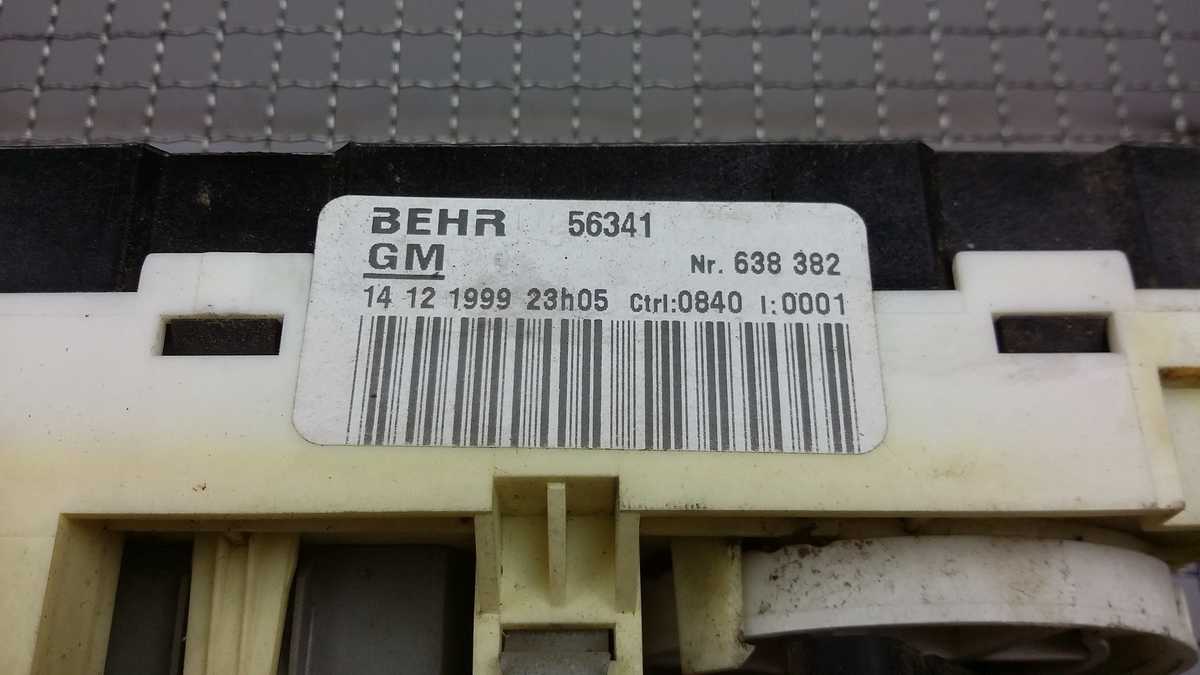 BEHR 56341
GM Nr. 638 382
14 12 1999 23h05 Ctrl:0840 I:0001